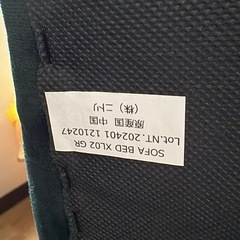 SOFA BED XL02 GR
Lot.NT. 202401 1210247
原産国 中国
(株) ニトリ